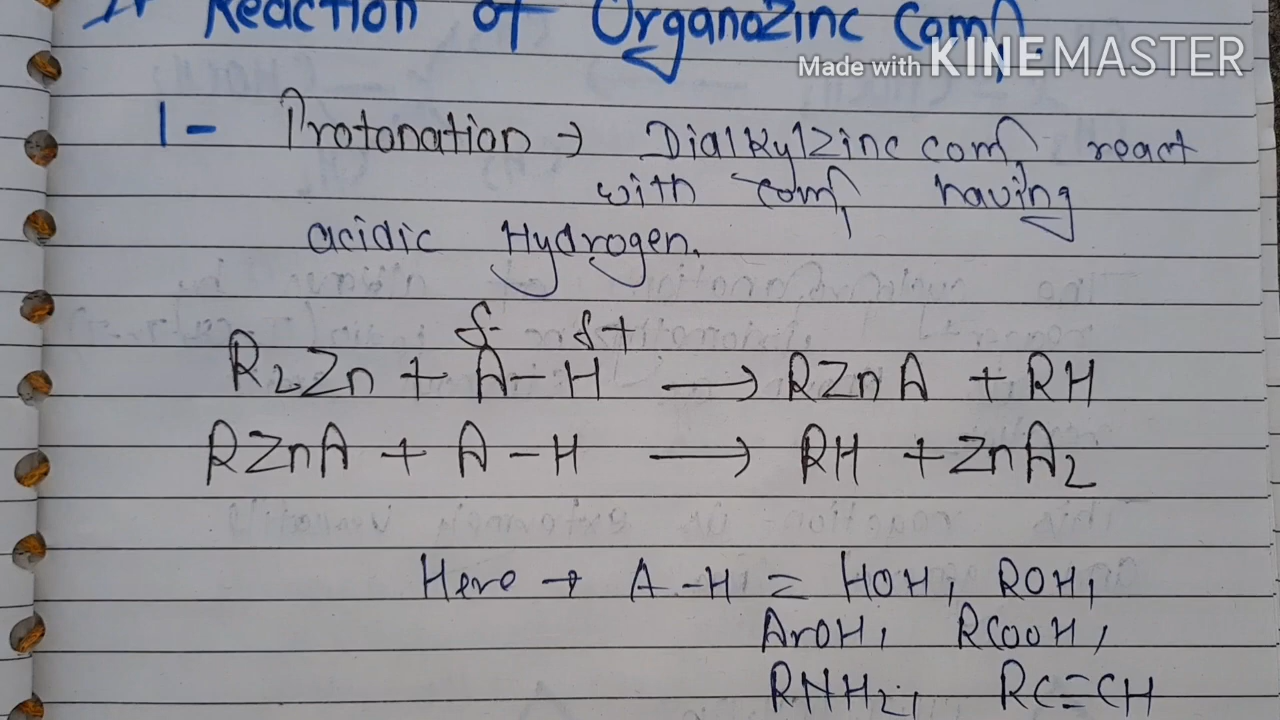 Reaction of Organozinc Comp.
Made with KINEMASTER
1- Protonation → Dialkylzinc comp. react
with comp. having
acidic Hydrogen.
δ- δ+
R₂Zn + A-H → RZnA + RH
RZnA + A-H → RH + ZnA₂
Here → A-H = HOH, ROH,
ArOH, RCOOH,
RNH₂, RC≡CH